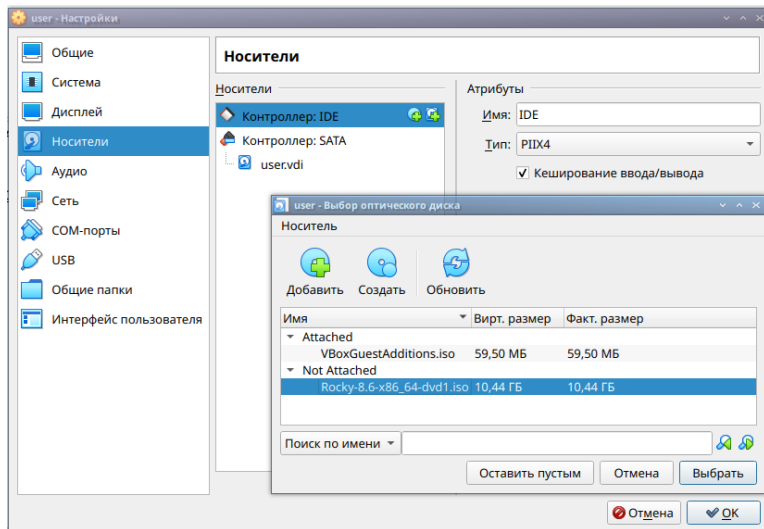 user - Настройки
Общие
Система
Дисплей
Носители
Аудио
Сеть
COM-порты
USB
Общие папки
Интерфейс пользователя
Носители
Носители
Контроллер: IDE
Контроллер: SATA
user.vdi
Атрибуты
Имя: IDE
Тип: PIIX4
Кеширование ввода/вывода
user - Выбор оптического диска
Носитель
Добавить Создать Обновить
Имя Вирт. размер Факт. размер
Attached
VBoxGuestAdditions.iso 59,50 МБ 59,50 МБ
Not Attached
Rocky-8.6-x86_64-dvd1.iso 10,44 ГБ 10,44 ГБ
Поиск по имени
Оставить пустым Отмена Выбрать
Отмена OK